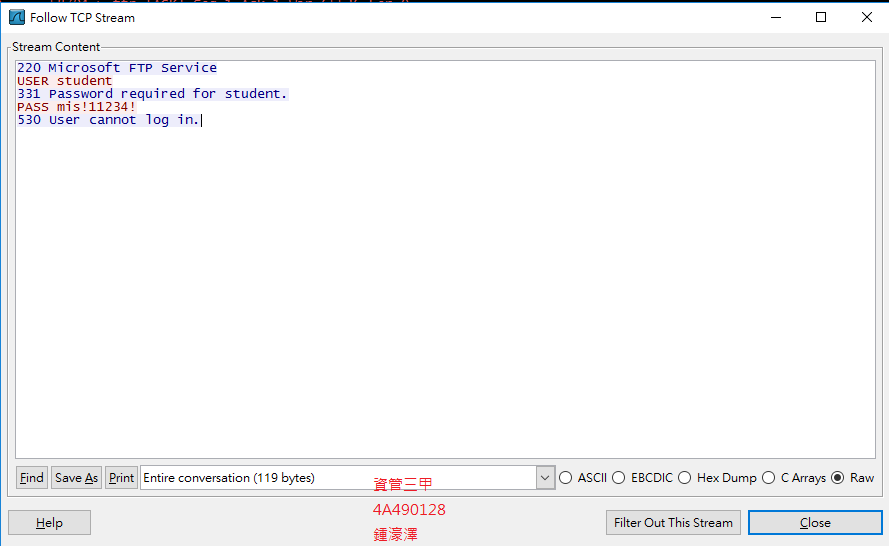 Follow TCP Stream
Stream Content
220 Microsoft FTP Service
USER student
331 Password required for student.
PASS mis!11234!
530 User cannot log in.
Find Save As Print Entire conversation (119 bytes) ASCII EBCDIC Hex Dump C Arrays Raw
資管三甲
4A490128
鍾濠澤
Help Filter Out This Stream Close